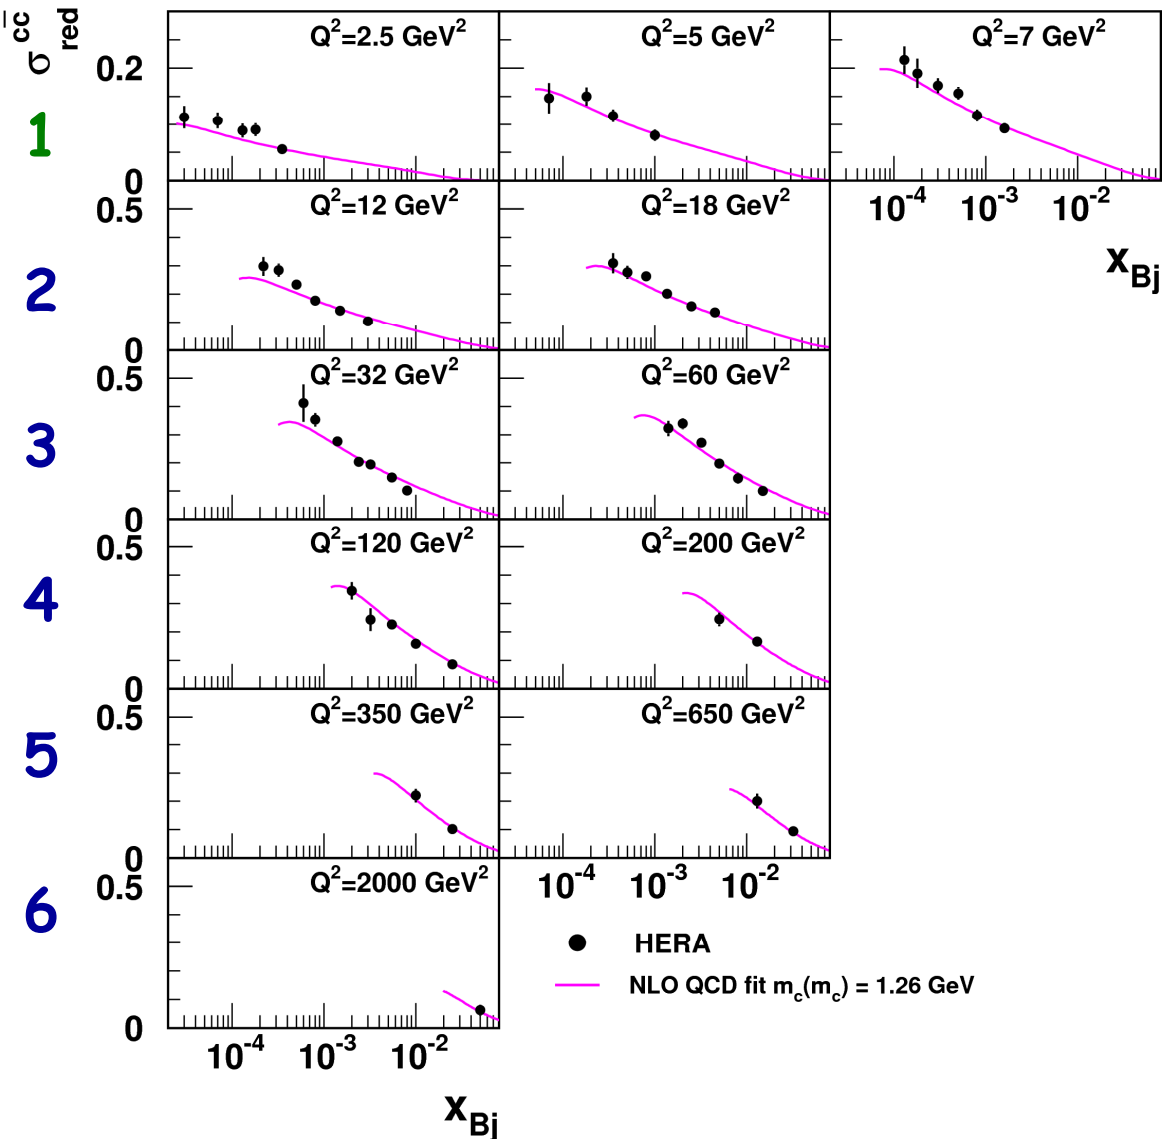 σ red cc̅
Q²=2.5 GeV² Q²=5 GeV² Q²=7 GeV²
0.2
1
0
10⁻⁴ 10⁻³ 10⁻²
x Bj
Q²=12 GeV² Q²=18 GeV²
0.5
2
0
Q²=32 GeV² Q²=60 GeV²
0.5
3
0
Q²=120 GeV² Q²=200 GeV²
0.5
4
0
Q²=350 GeV² Q²=650 GeV²
0.5
5
0
10⁻⁴ 10⁻³ 10⁻²
Q²=2000 GeV²
0.5
6
0
10⁻⁴ 10⁻³ 10⁻²
x Bj
HERA
NLO QCD fit m_c(m_c) = 1.26 GeV